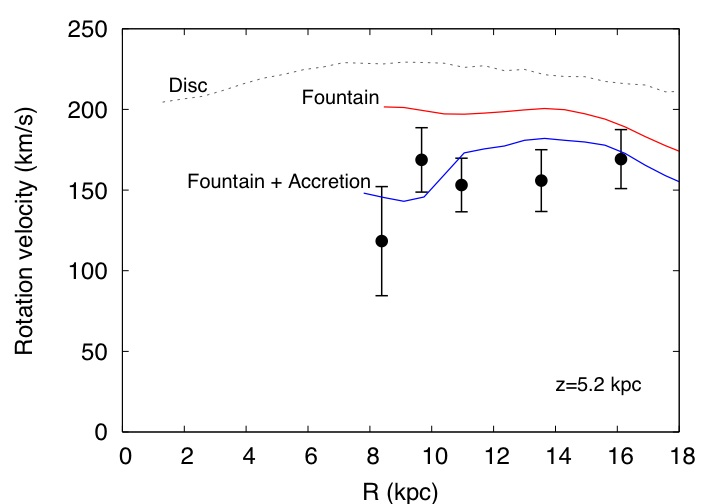 250
200
150
100
50
0
Rotation velocity (km/s)
Disc
Fountain
Fountain + Accretion
z=5.2 kpc
0 2 4 6 8 10 12 14 16 18
R (kpc)